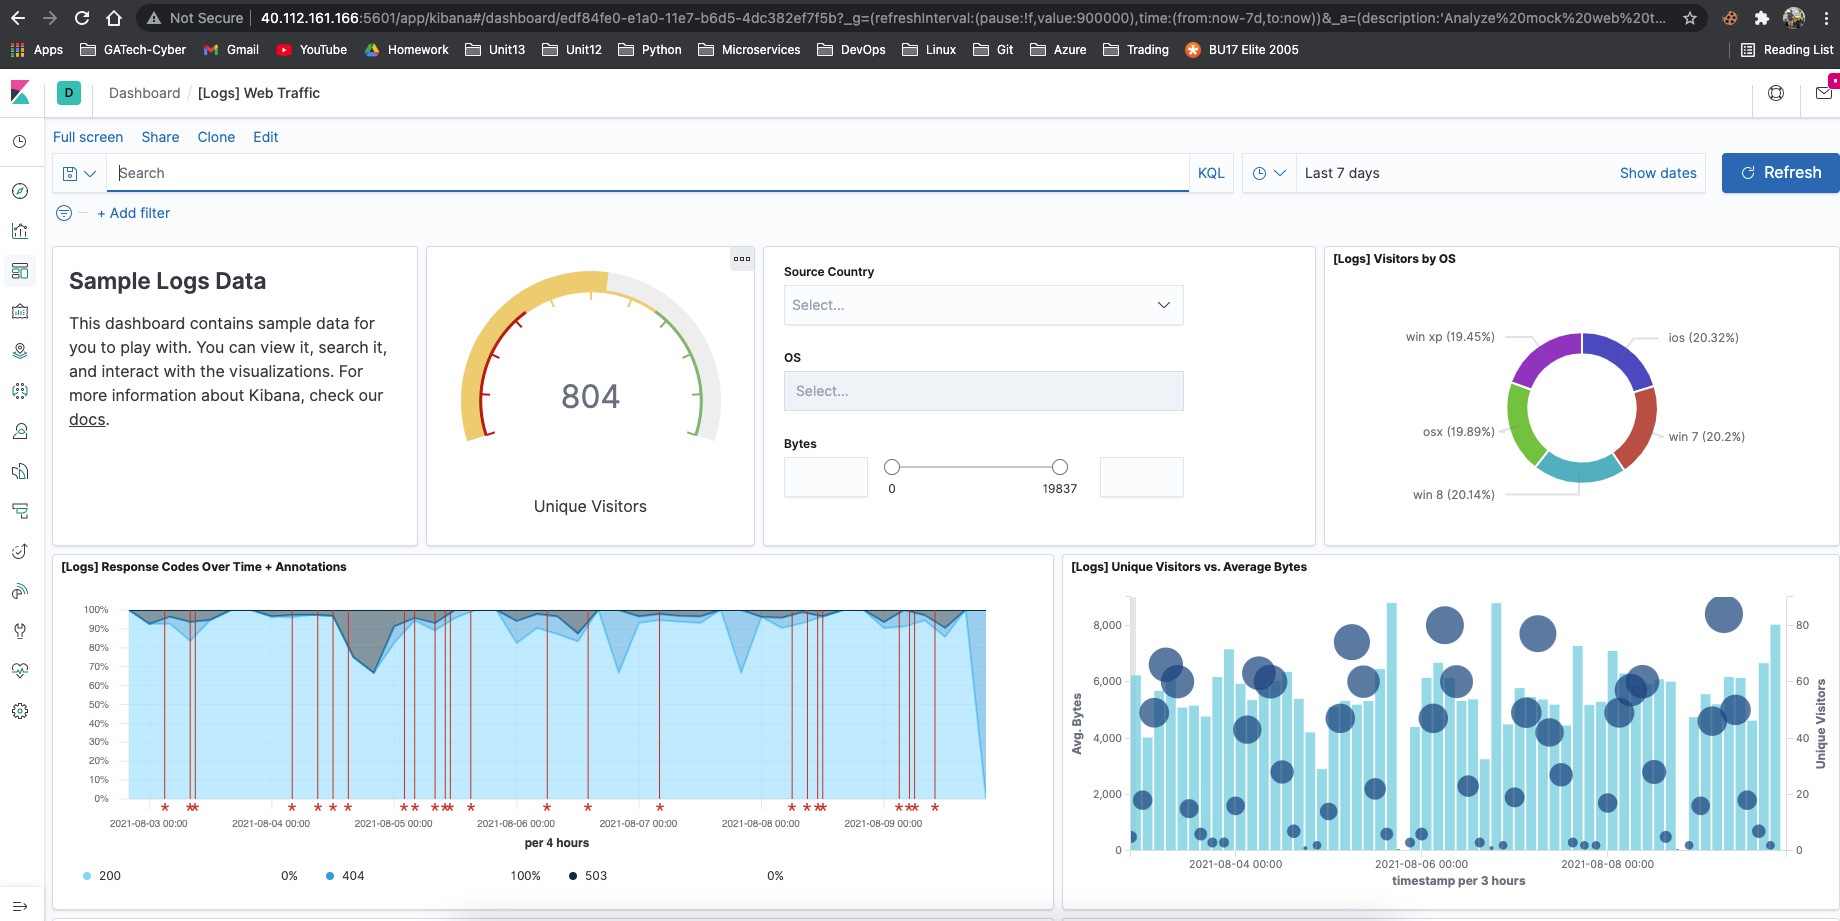 Not Secure
40.112.161.166:5601/app/kibana#/dashboard/edf84fe0-e1a0-11e7-b6d5-4dc382ef7f5b?_g=(refreshInterval:(pause:!f,value:900000),time:(from:now-7d,to:now))&_a=(description:'Analyze%20mock%20web%20t...
Apps GATech-Cyber Gmail YouTube Homework Unit13 Unit12 Python Microservices DevOps Linux Git Azure Trading BU17 Elite 2005 Reading List
D Dashboard / [Logs] Web Traffic
Full screen Share Clone Edit
Search KQL Last 7 days Show dates Refresh
+ Add filter
Sample Logs Data
This dashboard contains sample data for
you to play with. You can view it, search it,
and interact with the visualizations. For
more information about Kibana, check our
docs.
804
Unique Visitors
Source Country
Select...
OS
Select...
Bytes
0 19837
[Logs] Visitors by OS
win xp (19.45%) ios (20.32%)
osx (19.89%) win 7 (20.2%)
win 8 (20.14%)
[Logs] Response Codes Over Time + Annotations
100%
90%
80%
70%
60%
50%
40%
30%
20%
10%
0%
2021-08-03 00:00 2021-08-04 00:00 2021-08-05 00:00 2021-08-06 00:00 2021-08-07 00:00 2021-08-08 00:00 2021-08-09 00:00
per 4 hours
200 0% 404 100% 503 0%
[Logs] Unique Visitors vs. Average Bytes
Avg. Bytes
8,000
6,000
4,000
2,000
0
80
60
40
20
0
Unique Visitors
2021-08-04 00:00 2021-08-06 00:00 2021-08-08 00:00
timestamp per 3 hours